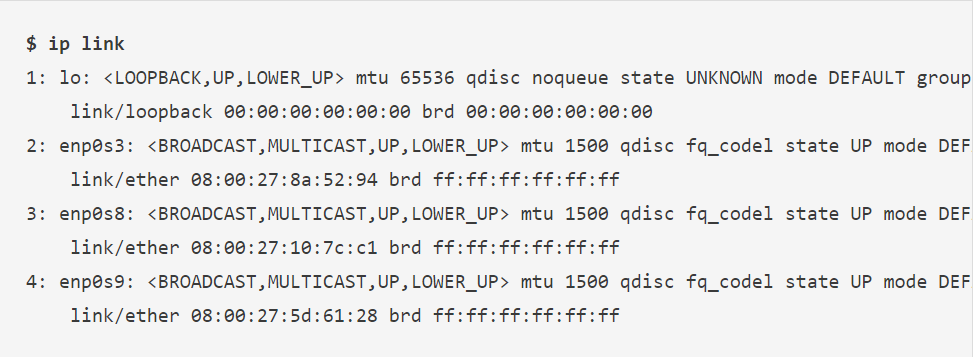 $ ip link
1: lo: <LOOPBACK,UP,LOWER_UP> mtu 65536 qdisc noqueue state UNKNOWN mode DEFAULT group
link/loopback 00:00:00:00:00:00 brd 00:00:00:00:00:00
2: enp0s3: <BROADCAST,MULTICAST,UP,LOWER_UP> mtu 1500 qdisc fq_codel state UP mode DEF
link/ether 08:00:27:8a:52:94 brd ff:ff:ff:ff:ff:ff
3: enp0s8: <BROADCAST,MULTICAST,UP,LOWER_UP> mtu 1500 qdisc fq_codel state UP mode DEF
link/ether 08:00:27:10:7c:c1 brd ff:ff:ff:ff:ff:ff
4: enp0s9: <BROADCAST,MULTICAST,UP,LOWER_UP> mtu 1500 qdisc fq_codel state UP mode DEF
link/ether 08:00:27:5d:61:28 brd ff:ff:ff:ff:ff:ff